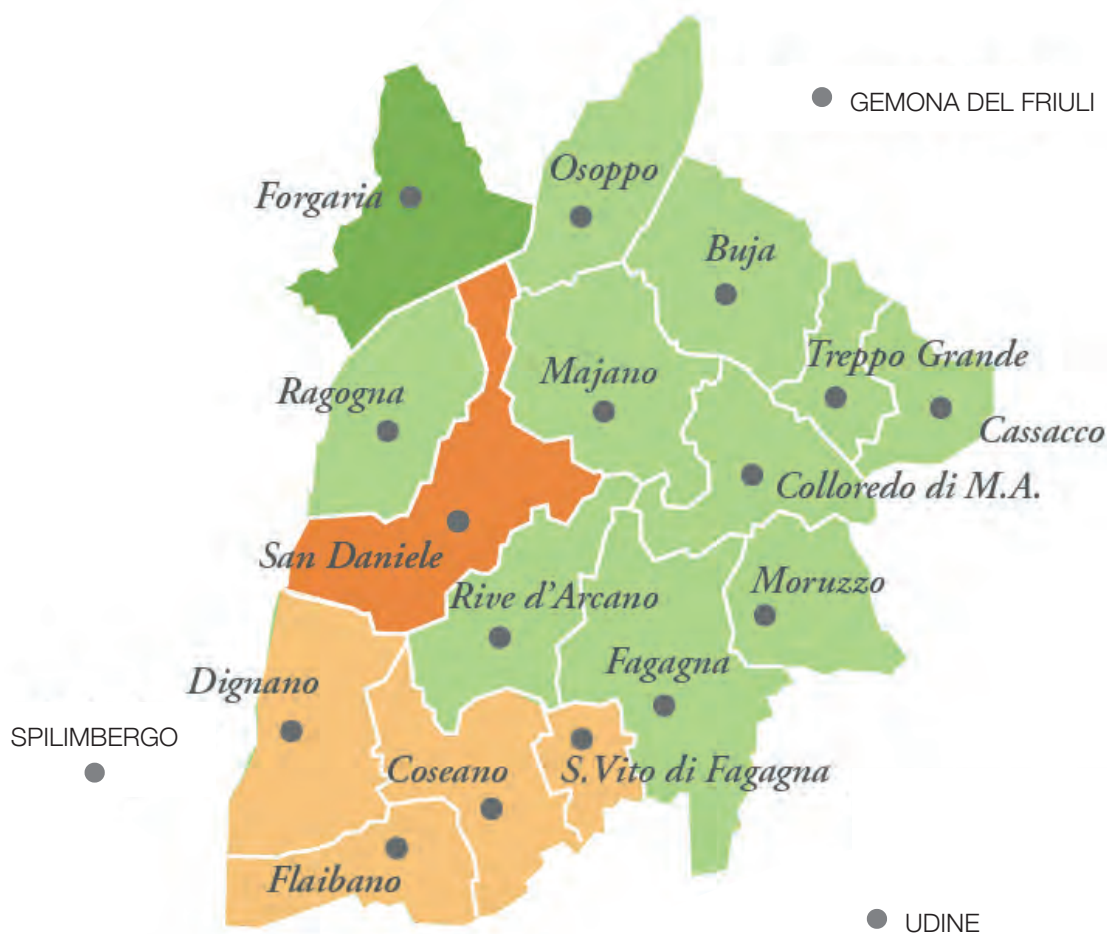 GEMONA DEL FRIULI
Osoppo
Forgaria
Buja
Treppo Grande
Majano
Ragogna
Cassacco
Colloredo di M.A.
San Daniele
Moruzzo
Rive d'Arcano
Fagagna
Dignano
SPILIMBERGO
Coseano
S.Vito di Fagagna
Flaibano
UDINE